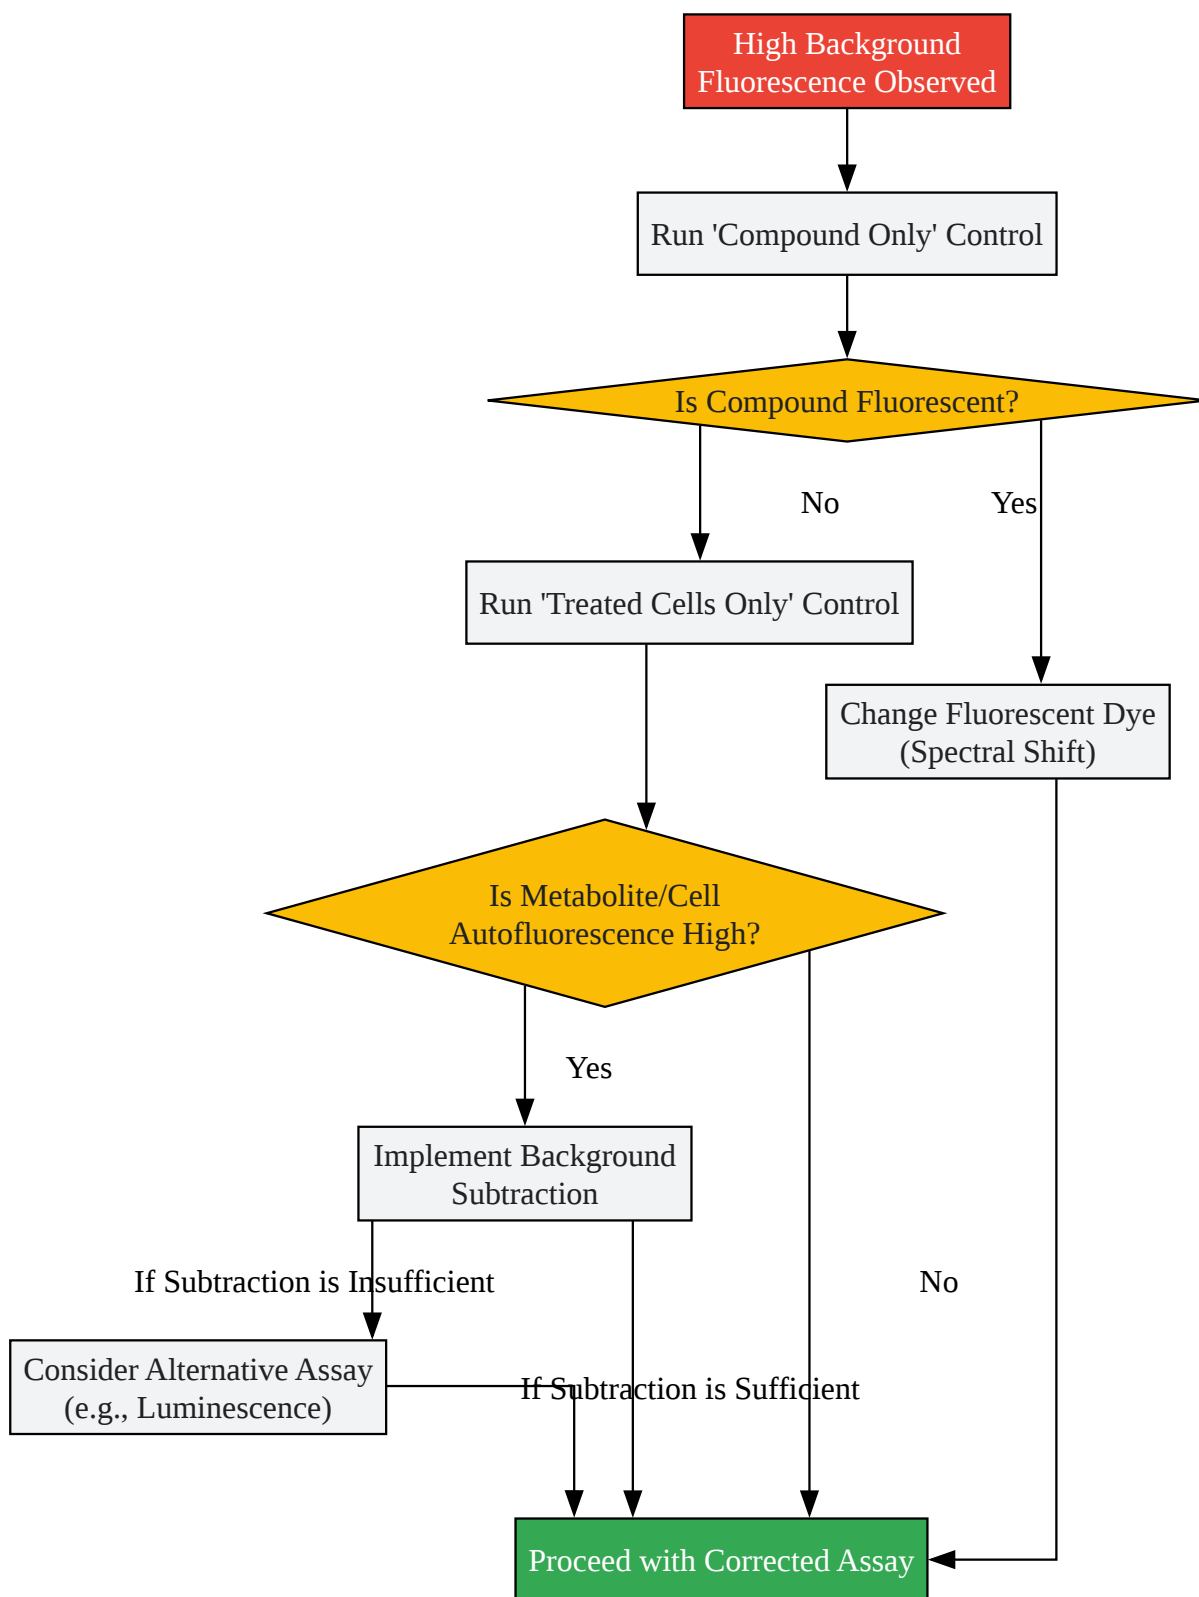 High Background
Fluorescence Observed
Run 'Compound Only' Control
Is Compound Fluorescent?
No
Yes
Run 'Treated Cells Only' Control
Change Fluorescent Dye
(Spectral Shift)
Is Metabolite/Cell
Autofluorescence High?
Yes
Implement Background
Subtraction
If Subtraction is Insufficient
No
Consider Alternative Assay
(e.g., Luminescence)
If Subtraction is Sufficient
Proceed with Corrected Assay